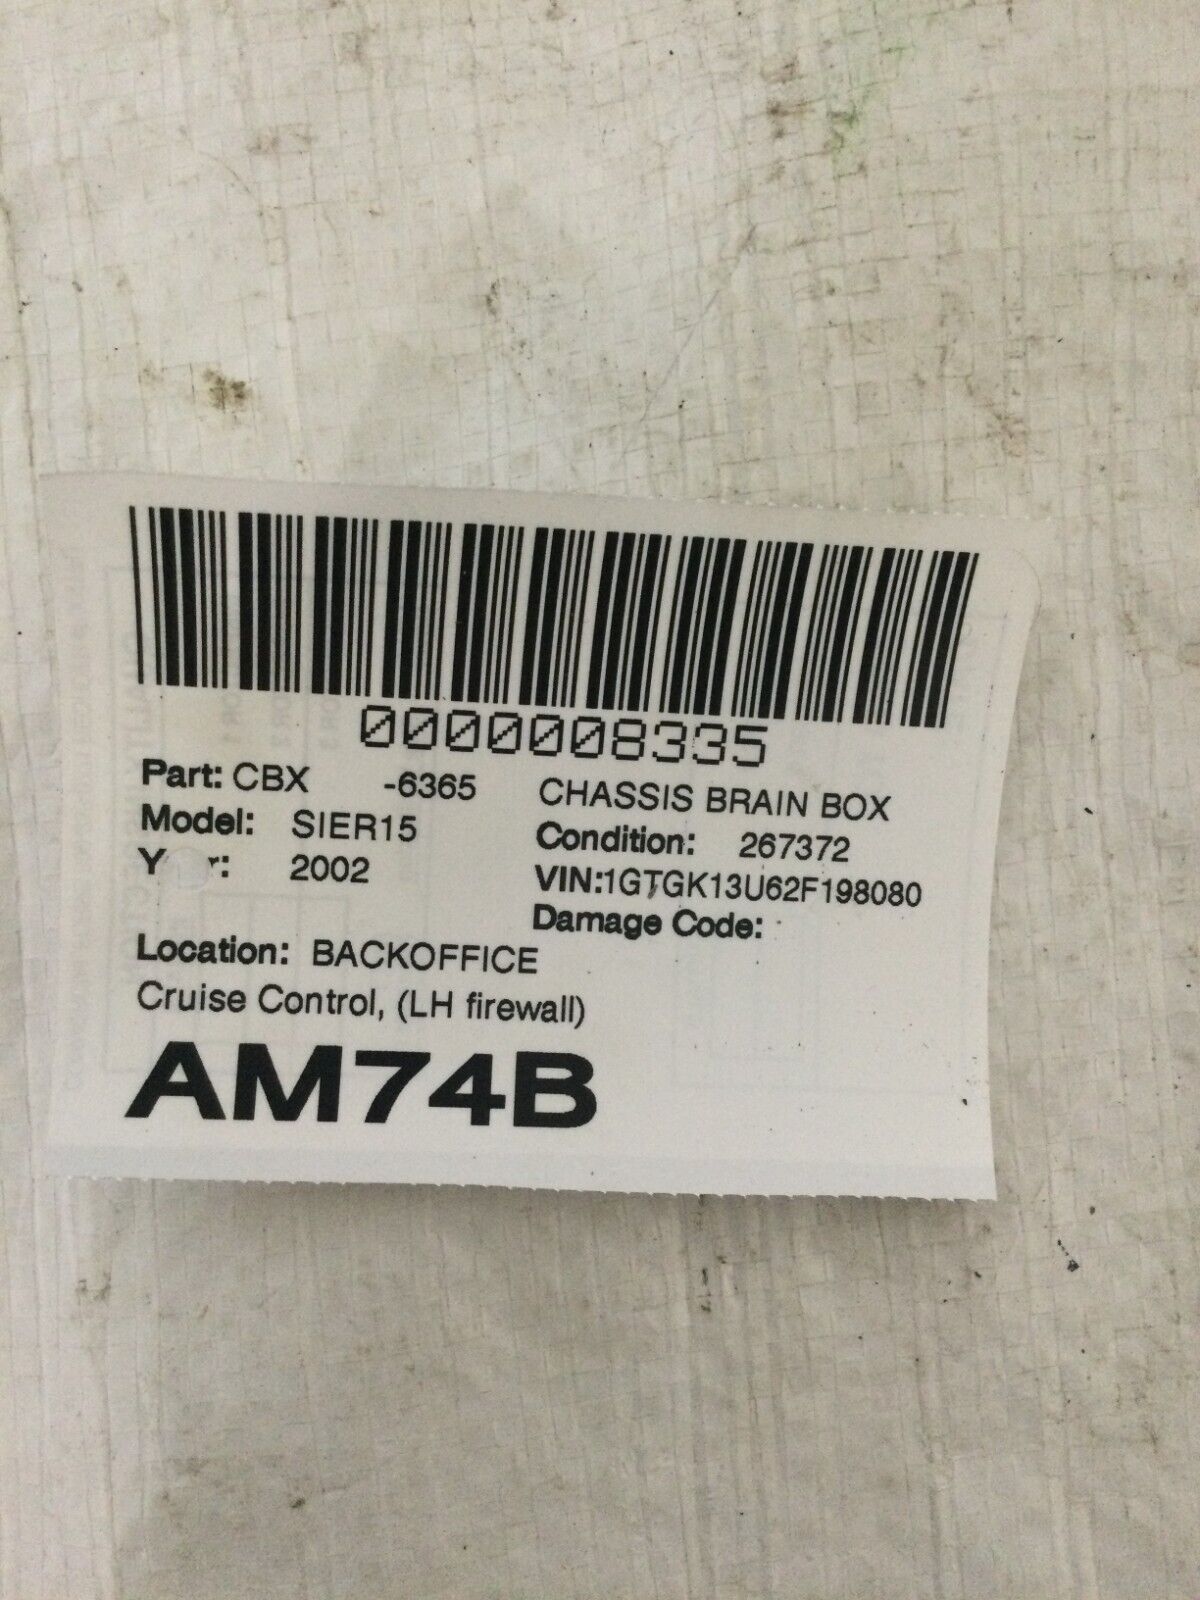 0000008335
Part: CBX -6365 CHASSIS BRAIN BOX
Model: SIER15 Condition: 267372
2002 VIN:1GTGK13U62F198080
Damage Code:
Location: BACKOFFICE
Cruise Control, (LH firewall)
AM74B